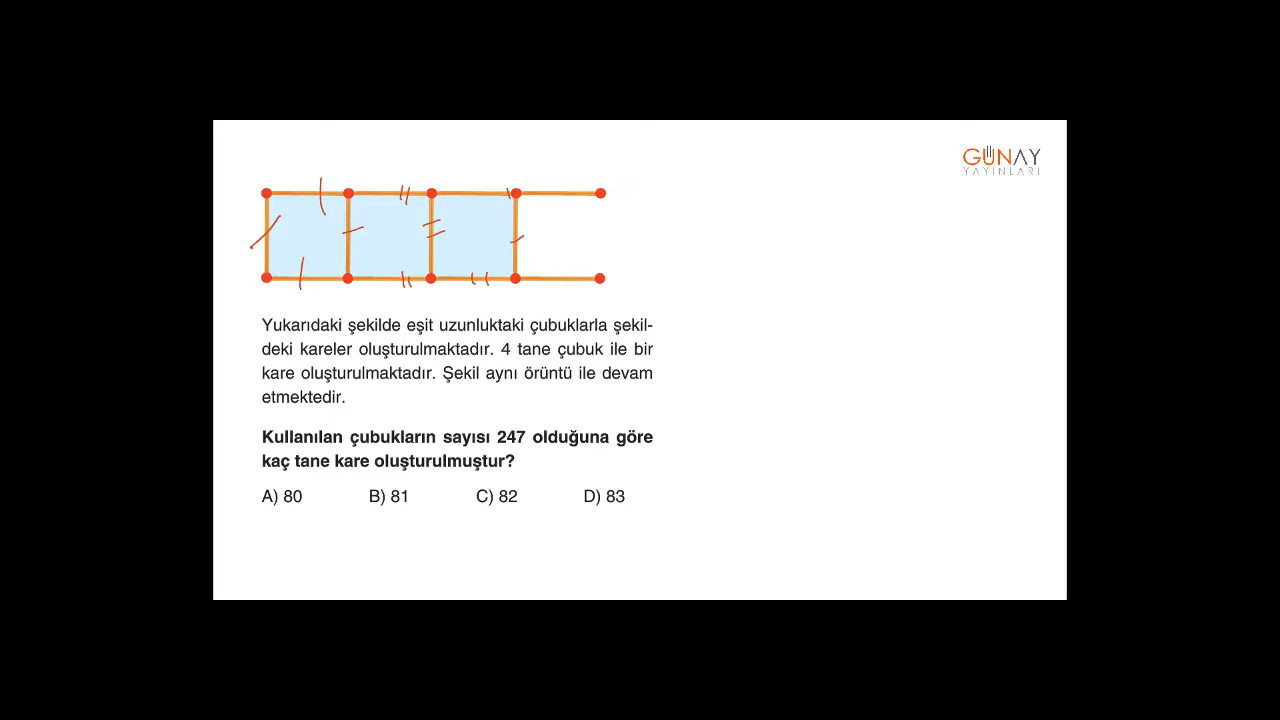 GÜNAY
YAYINLARI
Yukarıdaki şekilde eşit uzunluktaki çubuklarla şekil-
deki kareler oluşturulmaktadır. 4 tane çubuk ile bir
kare oluşturulmaktadır. Şekil aynı örüntü ile devam
etmektedir.
Kullanılan çubukların sayısı 247 olduğuna göre
kaç tane kare oluşturulmuştur?
A) 80 B) 81 C) 82 D) 83